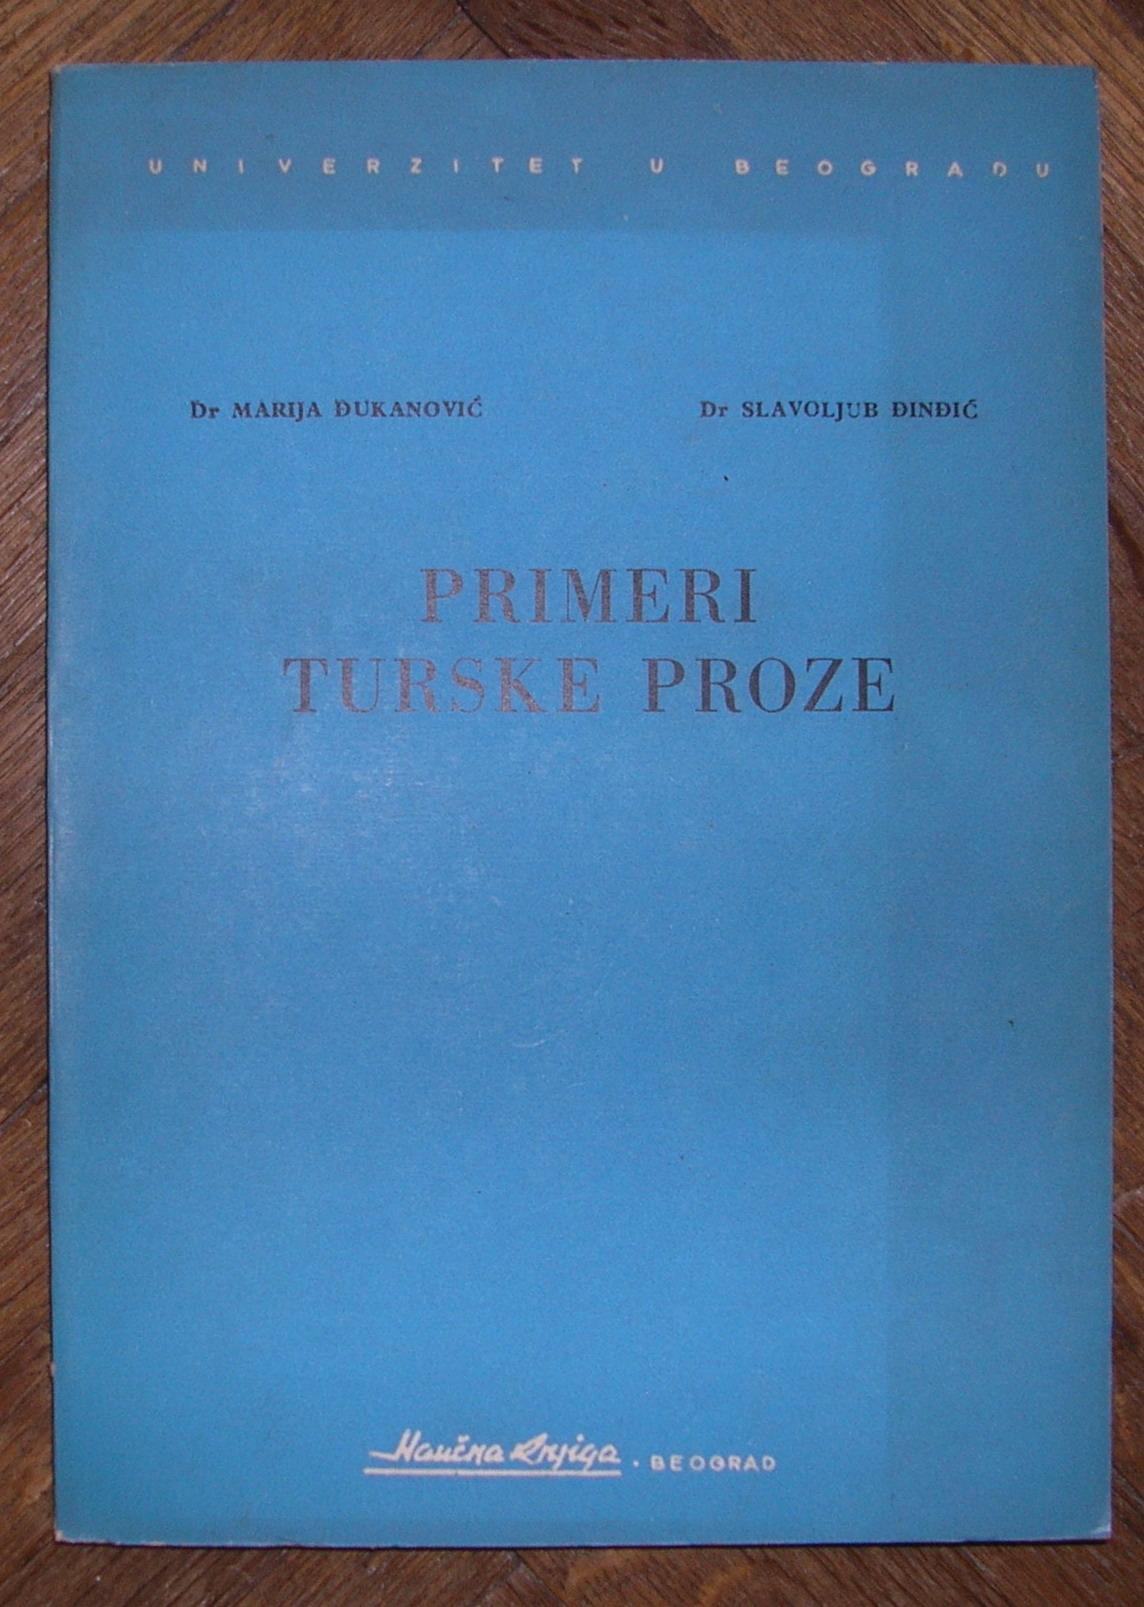 UNIVERZITET U BEOGRADU
Dr MARIJA ĐUKANOVIĆ
Dr SLAVOLJUB ĐINĐIĆ
PRIMERI
TURSKE PROZE
Naučna knjiga • BEOGRAD